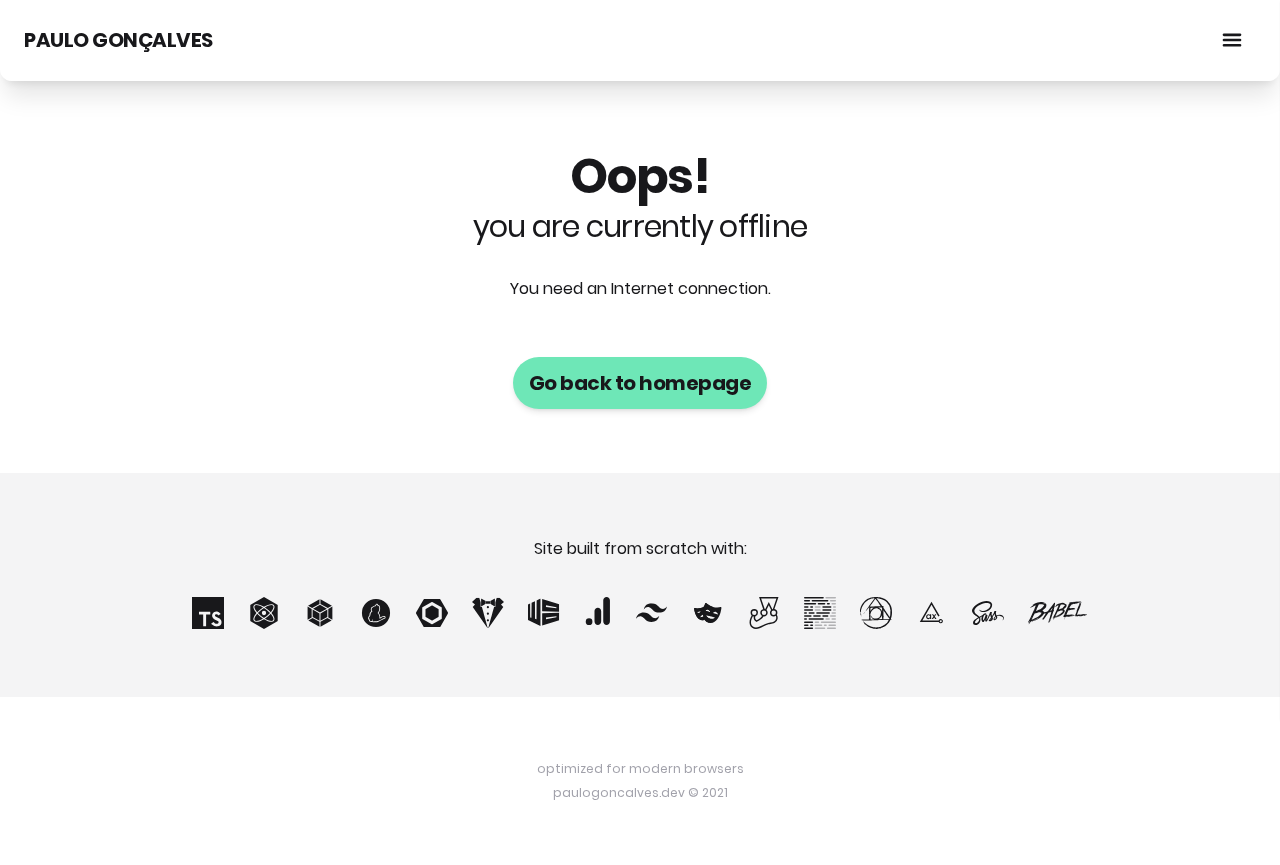 PAULO GONÇALVES
Oops!
you are currently offline
You need an Internet connection.
Go back to homepage
Site built from scratch with:
TS
ax
Sass
BABEL
optimized for modern browsers
paulogoncalves.dev © 2021